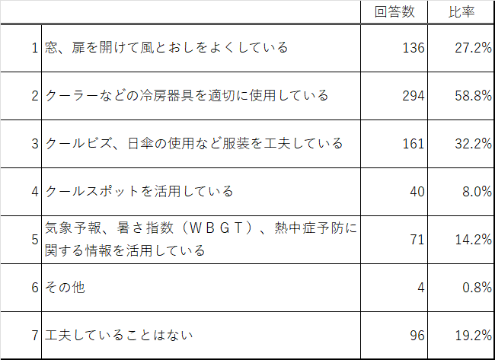 回答数 比率
1 窓、扉を開けて風とおしをよくしている 136 27.2%
2 クーラーなどの冷房器具を適切に使用している 294 58.8%
3 クールビズ、日傘の使用など服装を工夫している 161 32.2%
4 クールスポットを活用している 40 8.0%
5 気象予報、暑さ指数（ＷＢＧＴ）、熱中症予防に
関する情報を活用している 71 14.2%
6 その他 4 0.8%
7 工夫していることはない 96 19.2%